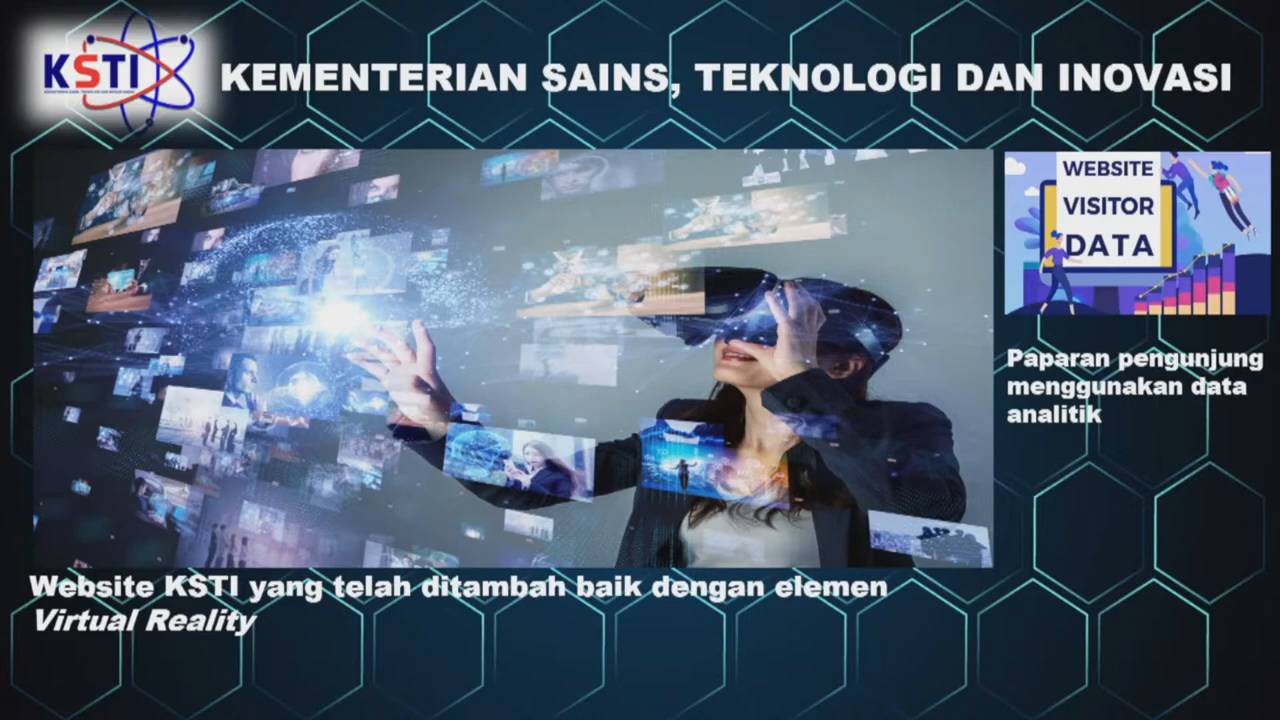 KSTI
KEMENTERIAN SAINS, TEKNOLOGI DAN INOVASI
WEBSITE
VISITOR
DATA
Paparan pengunjung
menggunakan data
analitik
Website KSTI yang telah ditambah baik dengan elemen
Virtual Reality